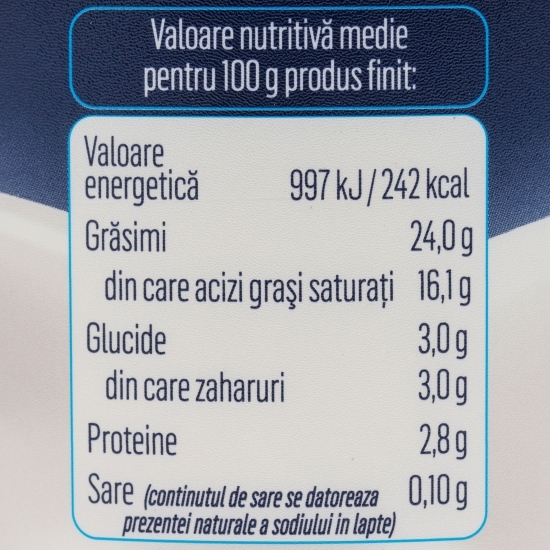 Valoare nutritivă medie
pentru 100 g produs finit:
Valoare
energetică 997 kJ / 242 kcal
Grăsimi 24,0 g
din care acizi grași saturați 16,1 g
Glucide 3,0 g
din care zaharuri 3,0 g
Proteine 2,8 g
Sare (continutul de sare se datoreaza 0,10 g
prezentei naturale a sodiului in lapte)